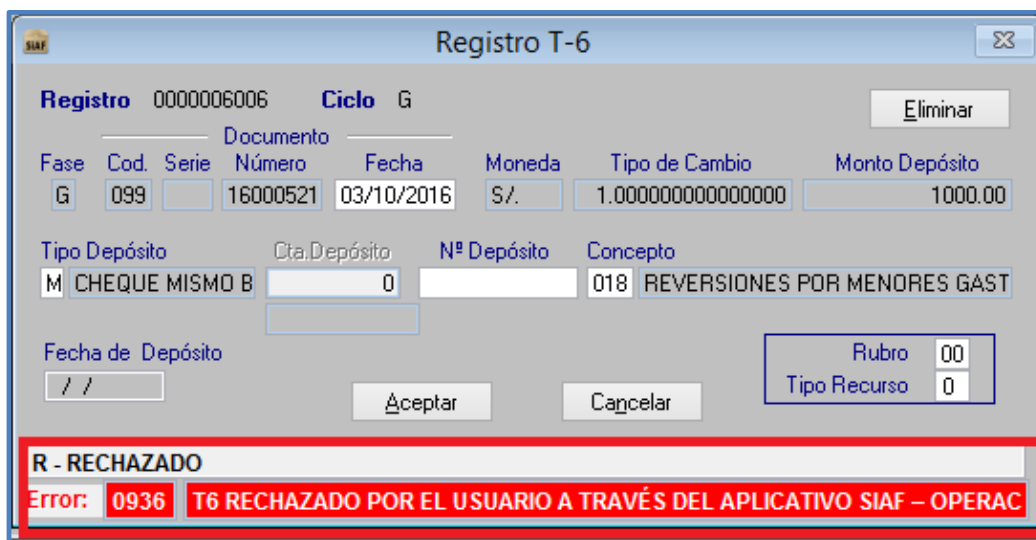 SIAF Registro T-6
Registro 0000006006 Ciclo G
Eliminar
Documento
Fase Cod. Serie Número Fecha Moneda Tipo de Cambio Monto Depósito
G 099 16000521 03/10/2016 S/. 1.000000000000000 1000.00
Tipo Depósito Cta.Depósito Nº Depósito Concepto
M CHEQUE MISMO B 0 018 REVERSIONES POR MENORES GAST
Fecha de Depósito
/ /
Rubro 00
Tipo Recurso 0
Aceptar Cancelar
R - RECHAZADO
Error: 0936 T6 RECHAZADO POR EL USUARIO A TRAVÉS DEL APLICATIVO SIAF – OPERAC